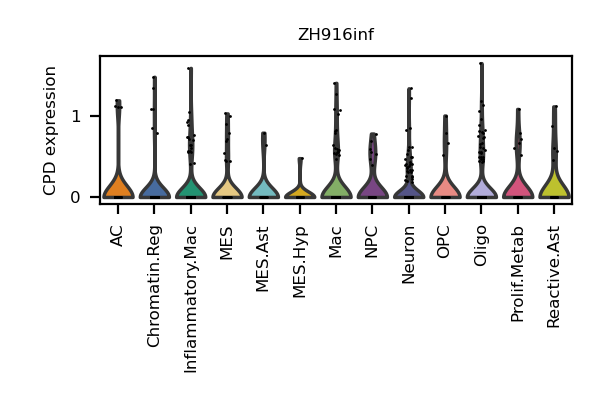 ZH916inf
CPD expression
1
0
AC
Chromatin.Reg
Inflammatory.Mac
MES
MES.Ast
MES.Hyp
Mac
NPC
Neuron
OPC
Oligo
Prolif.Metab
Reactive.Ast